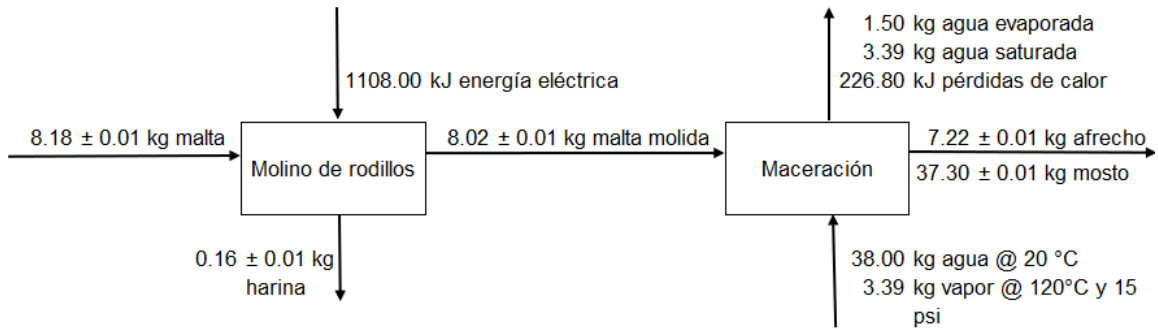 1.50 kg agua evaporada
3.39 kg agua saturada
1108.00 kJ energía eléctrica
226.80 kJ pérdidas de calor
8.18 ± 0.01 kg malta
8.02 ± 0.01 kg malta molida
7.22 ± 0.01 kg afrecho
Molino de rodillos
Maceración
37.30 ± 0.01 kg mosto
0.16 ± 0.01 kg
harina
38.00 kg agua @ 20 °C
3.39 kg vapor @ 120°C y 15
psi